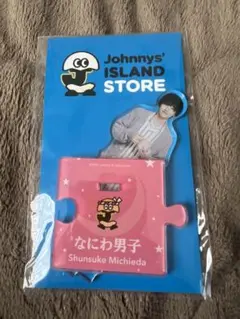 Johnnys'
ISLAND
STORE
なにわ男子
Shunsuke Michieda